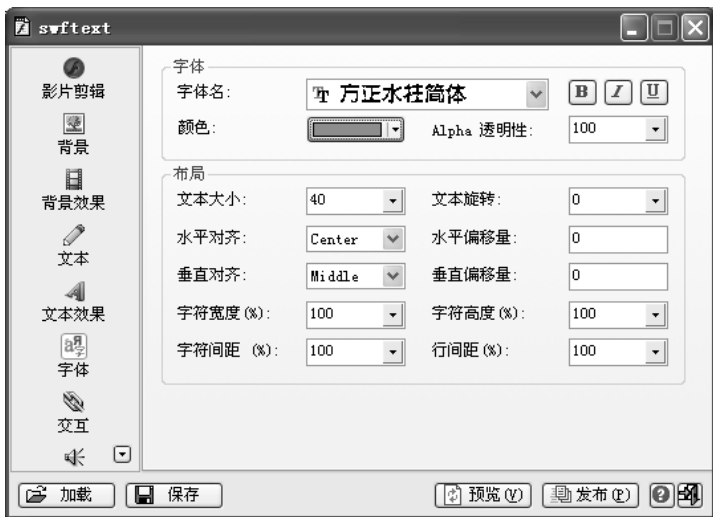 swftext
影片剪辑
背景
背景效果
文本
文本效果
字体
交互
字体
字体名: 方正水柱简体 B I U
颜色: Alpha 透明性: 100
布局
文本大小: 40 文本旋转: 0
水平对齐: Center 水平偏移量: 0
垂直对齐: Middle 垂直偏移量: 0
字符宽度(%): 100 字符高度(%): 100
字符间距 (%): 100 行间距(%): 100
加载 保存 预览(V) 发布(P)